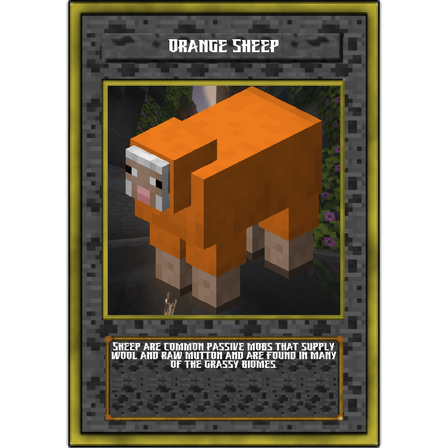 Orange Sheep
Sheep are common passive mobs that supply
wool and raw mutton and are found in many
of the grassy biomes.